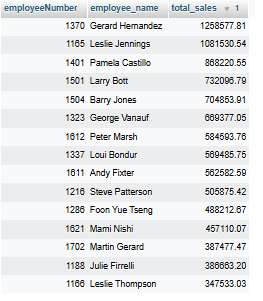 employeeNumber employee_name total_sales 1
1370 Gerard Hernandez 1258577.81
1165 Leslie Jennings 1081530.54
1401 Pamela Castillo 868220.55
1501 Larry Bott 732096.79
1504 Barry Jones 704853.91
1323 George Vanauf 669377.05
1612 Peter Marsh 584593.76
1337 Loui Bondur 569485.75
1611 Andy Fixter 562582.59
1216 Steve Patterson 505875.42
1286 Foon Yue Tseng 488212.67
1621 Mami Nishi 457110.07
1702 Martin Gerard 387477.47
1188 Julie Firrelli 386663.20
1166 Leslie Thompson 347533.03